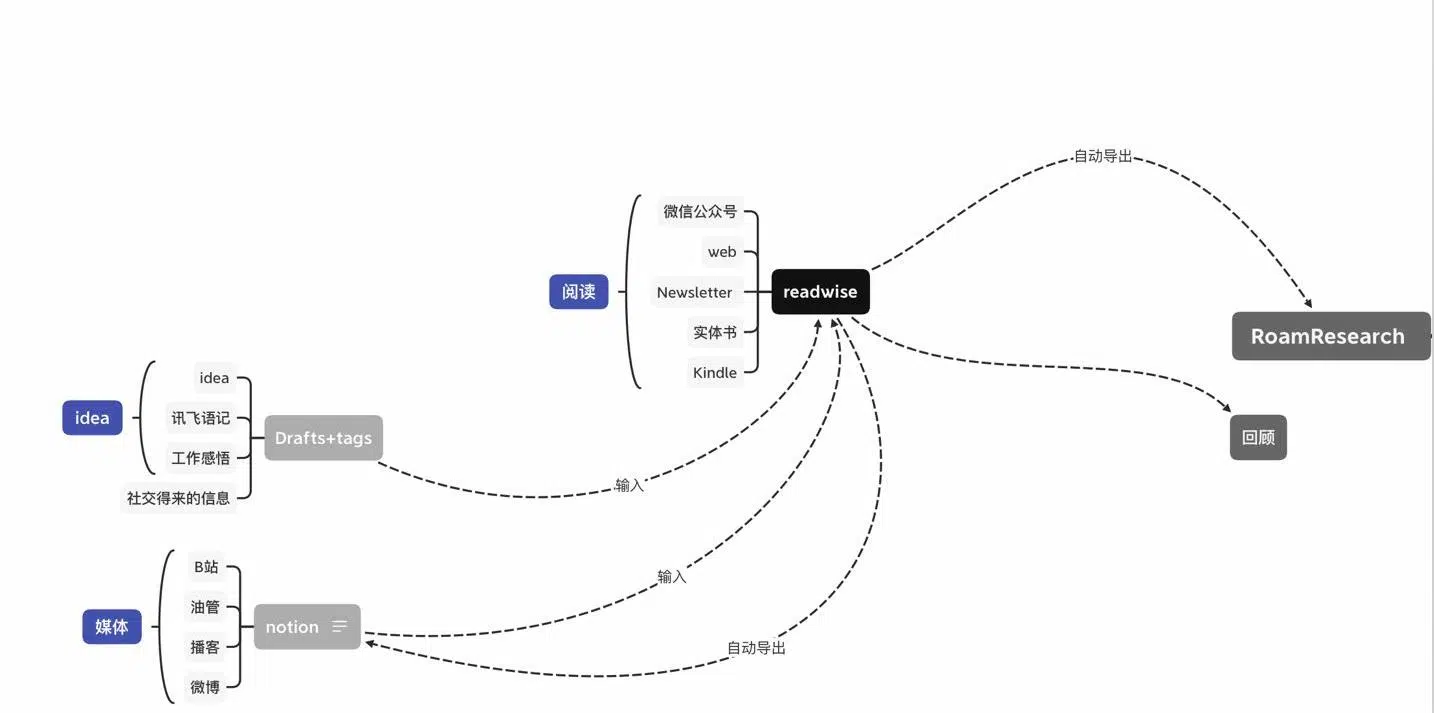 自动导出
微信公众号
web
阅读
Newsletter
readwise
实体书
Kindle
RoamResearch
回顾
idea
idea
讯飞语记
Drafts+tags
工作感悟
社交得来的信息
输入
B站
油管
媒体
notion
播客
微博
输入
自动导出